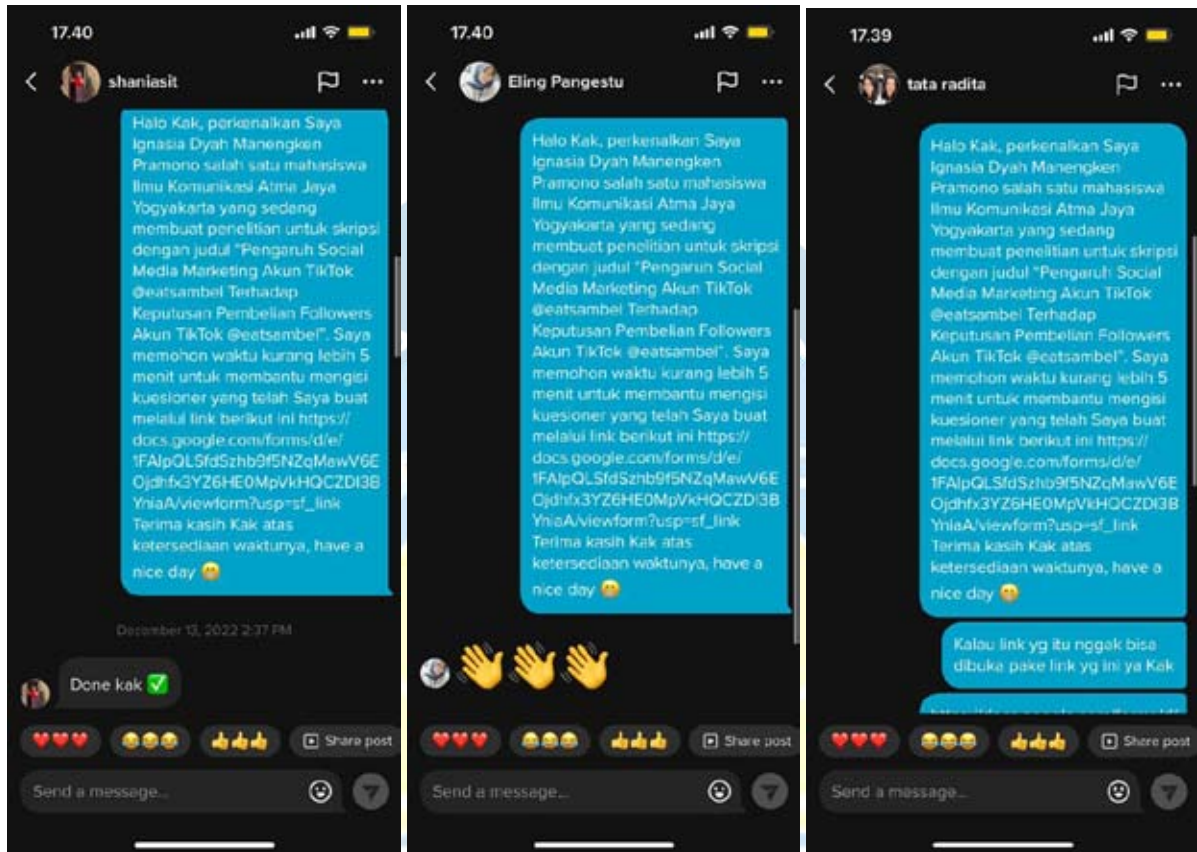 17.40
shaniasit
Halo Kak, perkenalkan Saya
Ignasia Dyah Manengken
Pramono salah satu mahasiswa
Ilmu Komunikasi Atma Jaya
Yogyakarta yang sedang
membuat penelitian untuk skripsi
dengan judul "Pengaruh Social
Media Marketing Akun TikTok
@eatsambel Terhadap
Keputusan Pembelian Followers
Akun TikTok @eatsambel". Saya
memohon waktu kurang lebih 5
menit untuk membantu mengisi
kuesioner yang telah Saya buat
melalui link berikut ini https://
docs.google.com/forms/d/e/
1FAIpQLSfdSzhb9f5NZqMawV6E
Ojdhfx3YZ6HE0MpVkHQCZDI3B
YniaA/viewform?usp=sf_link
Terima kasih Kak atas
ketersediaan waktunya, have a
nice day 😁
December 13, 2022 2:37 PM
Done kak ✅
❤️❤️❤️ 😂😂😂 👍👍👍 Share post
Send a message...
17.40
Eling Pangestu
Halo Kak, perkenalkan Saya
Ignasia Dyah Manengken
Pramono salah satu mahasiswa
Ilmu Komunikasi Atma Jaya
Yogyakarta yang sedang
membuat penelitian untuk skripsi
dengan judul "Pengaruh Social
Media Marketing Akun TikTok
@eatsambel Terhadap
Keputusan Pembelian Followers
Akun TikTok @eatsambel". Saya
memohon waktu kurang lebih 5
menit untuk membantu mengisi
kuesioner yang telah Saya buat
melalui link berikut ini https://
docs.google.com/forms/d/e/
1FAIpQLSfdSzhb9f5NZqMawV6E
Ojdhfx3YZ6HE0MpVkHQCZDI3B
YniaA/viewform?usp=sf_link
Terima kasih Kak atas
ketersediaan waktunya, have a
nice day 😁
👋👋👋
❤️❤️❤️ 😂😂😂 👍👍👍 Share post
Send a message...
17.39
tata radita
Halo Kak, perkenalkan Saya
Ignasia Dyah Manengken
Pramono salah satu mahasiswa
Ilmu Komunikasi Atma Jaya
Yogyakarta yang sedang
membuat penelitian untuk skripsi
dengan judul "Pengaruh Social
Media Marketing Akun TikTok
@eatsambel Terhadap
Keputusan Pembelian Followers
Akun TikTok @eatsambel". Saya
memohon waktu kurang lebih 5
menit untuk membantu mengisi
kuesioner yang telah Saya buat
melalui link berikut ini https://
docs.google.com/forms/d/e/
1FAIpQLSfdSzhb9f5NZqMawV6E
Ojdhfx3YZ6HE0MpVkHQCZDI3B
YniaA/viewform?usp=sf_link
Terima kasih Kak atas
ketersediaan waktunya, have a
nice day 😁
Kalau link yg itu nggak bisa
dibuka pake link yg ini ya Kak
❤️❤️❤️ 😂😂😂 👍👍👍 Share post
Send a message...